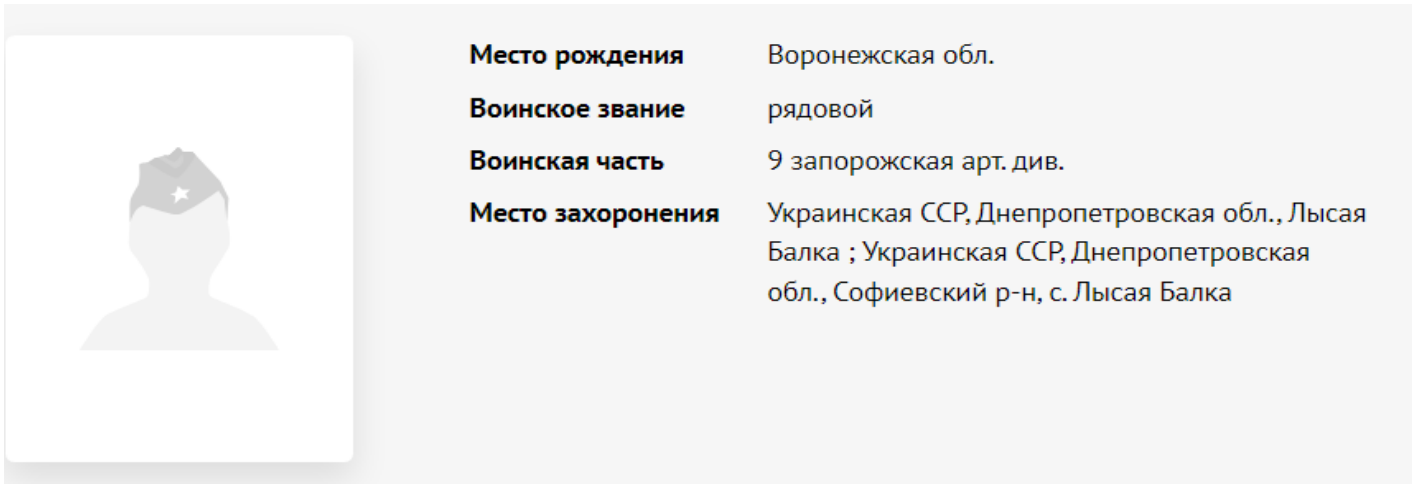 Место рождения Воронежская обл.
Воинское звание рядовой
Воинская часть 9 запорожская арт. див.
Место захоронения Украинская ССР, Днепропетровская обл., Лысая
Балка ; Украинская ССР, Днепропетровская
обл., Софиевский р-н, с. Лысая Балка